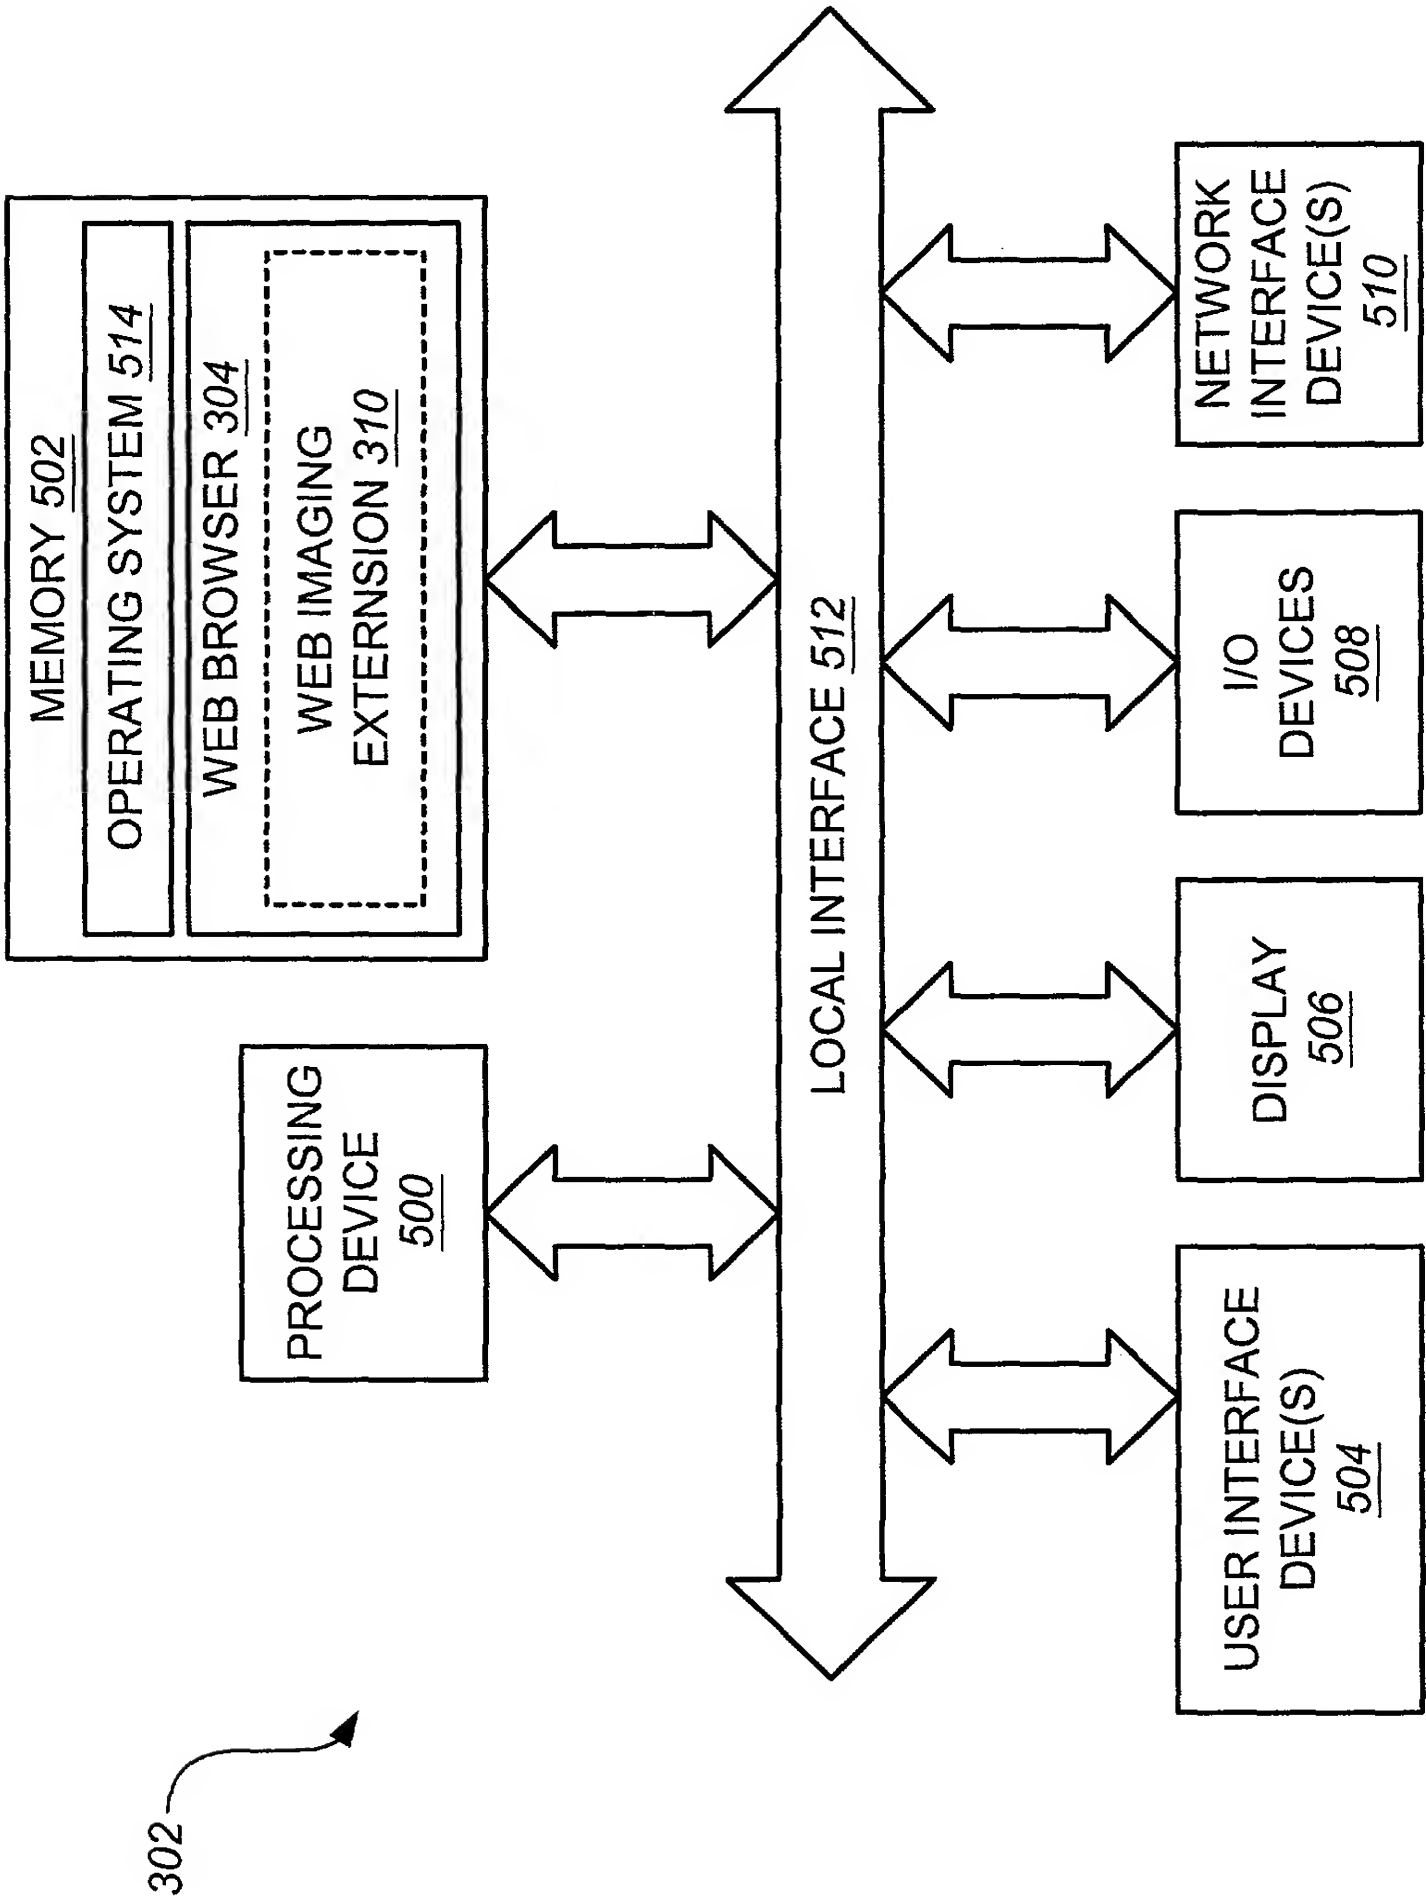 302
PROCESSING
DEVICE
500
MEMORY 502
OPERATING SYSTEM 514
WEB BROWSER 304
WEB IMAGING
EXTERNSION 310
LOCAL INTERFACE 512
USER INTERFACE
DEVICE(S)
504
DISPLAY
506
I/O
DEVICES
508
NETWORK
INTERFACE
DEVICE(S)
510